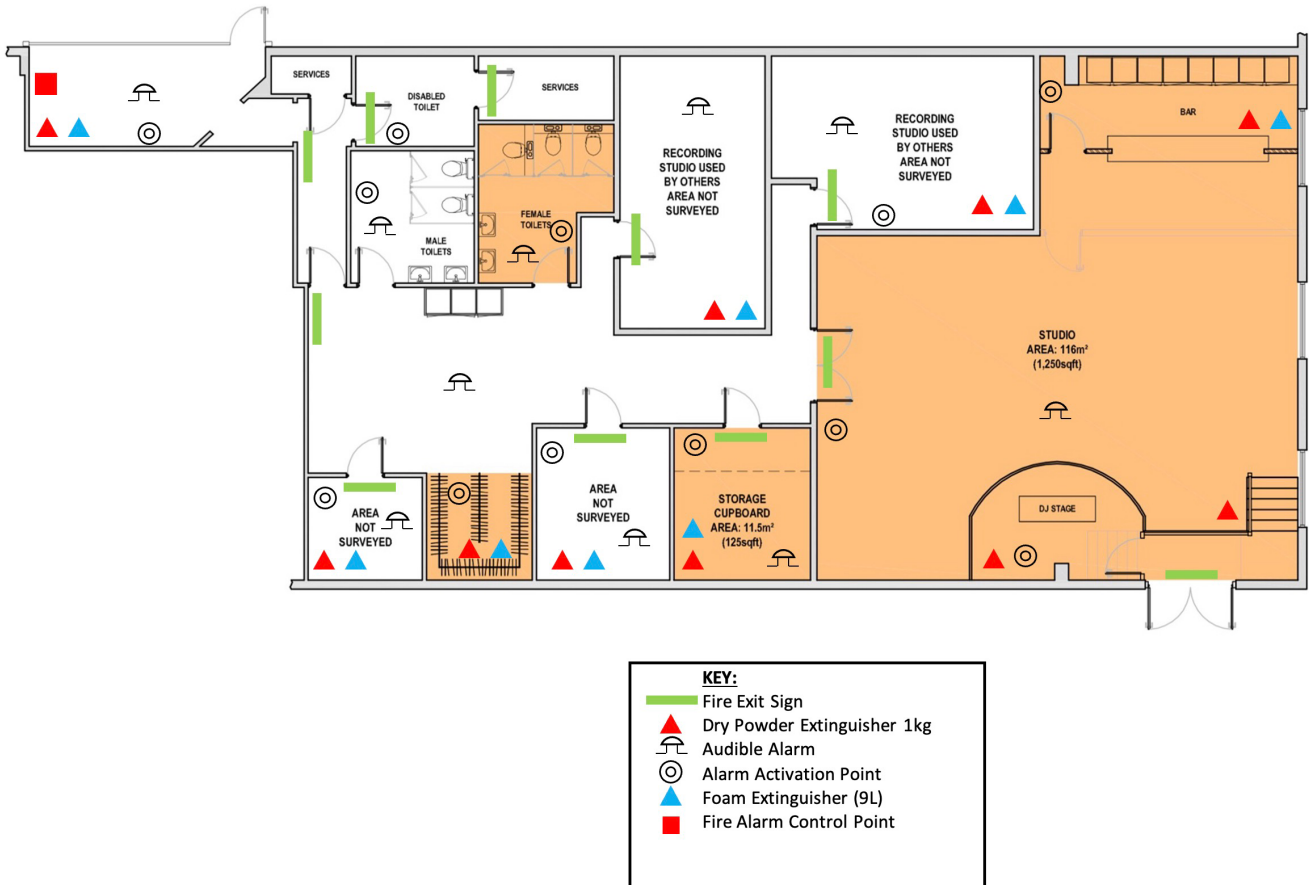 SERVICES
DISABLED
TOILET
SERVICES
RECORDING
STUDIO USED
BY OTHERS
AREA NOT
SURVEYED
RECORDING
STUDIO USED
BY OTHERS
AREA NOT
SURVEYED
BAR
MALE
TOILETS
FEMALE
TOILETS
STUDIO
AREA: 116m²
(1,250sqft)
AREA
NOT
SURVEYED
AREA
NOT
SURVEYED
STORAGE
CUPBOARD
AREA: 11.5m²
(125sqft)
DJ STAGE
KEY:
Fire Exit Sign
Dry Powder Extinguisher 1kg
Audible Alarm
Alarm Activation Point
Foam Extinguisher (9L)
Fire Alarm Control Point